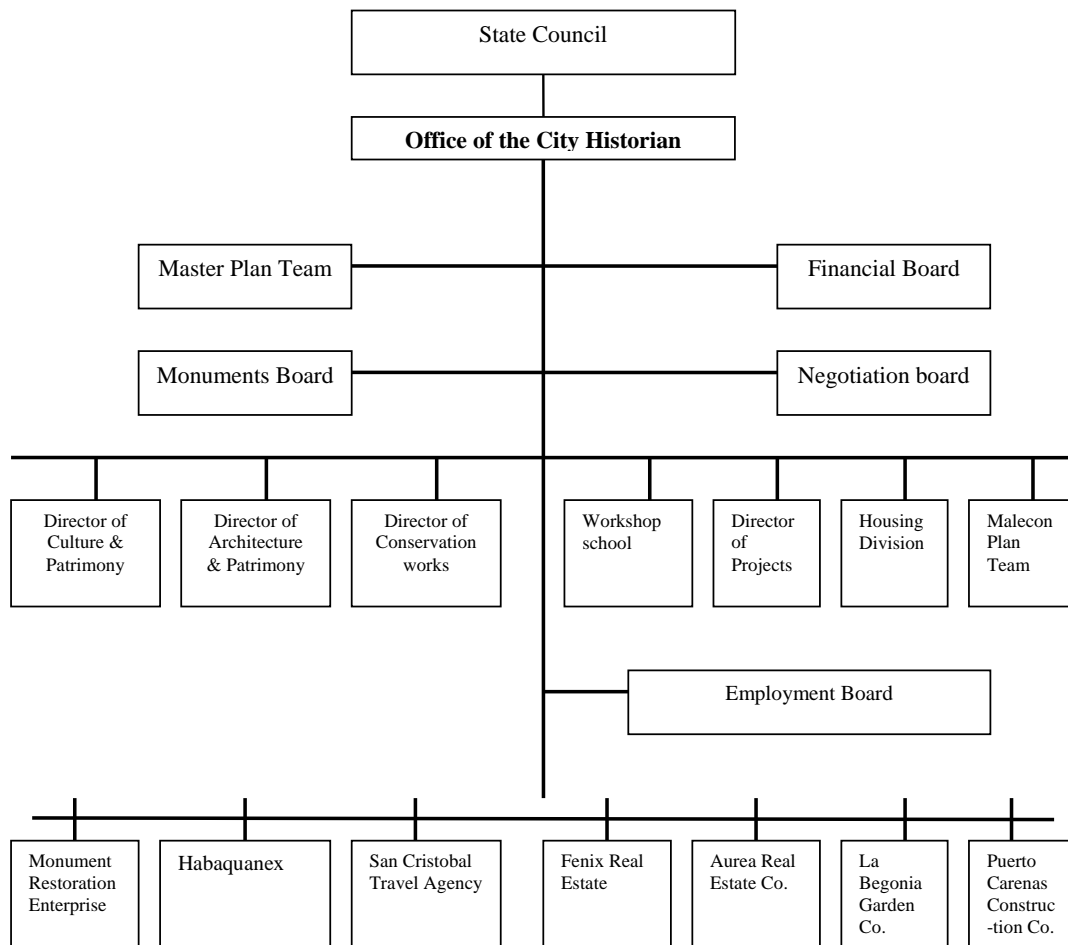 State Council
Office of the City Historian
Master Plan Team
Financial Board
Monuments Board
Negotiation board
Director of
Culture &
Patrimony
Director of
Architecture
& Patrimony
Director of
Conservation
works
Workshop
school
Director
of
Projects
Housing
Division
Malecon
Plan
Team
Employment Board
Monument
Restoration
Enterprise
Habaquanex
San Cristobal
Travel Agency
Fenix Real
Estate
Aurea Real
Estate Co.
La
Begonia
Garden
Co.
Puerto
Carenas
Construc
-tion Co.